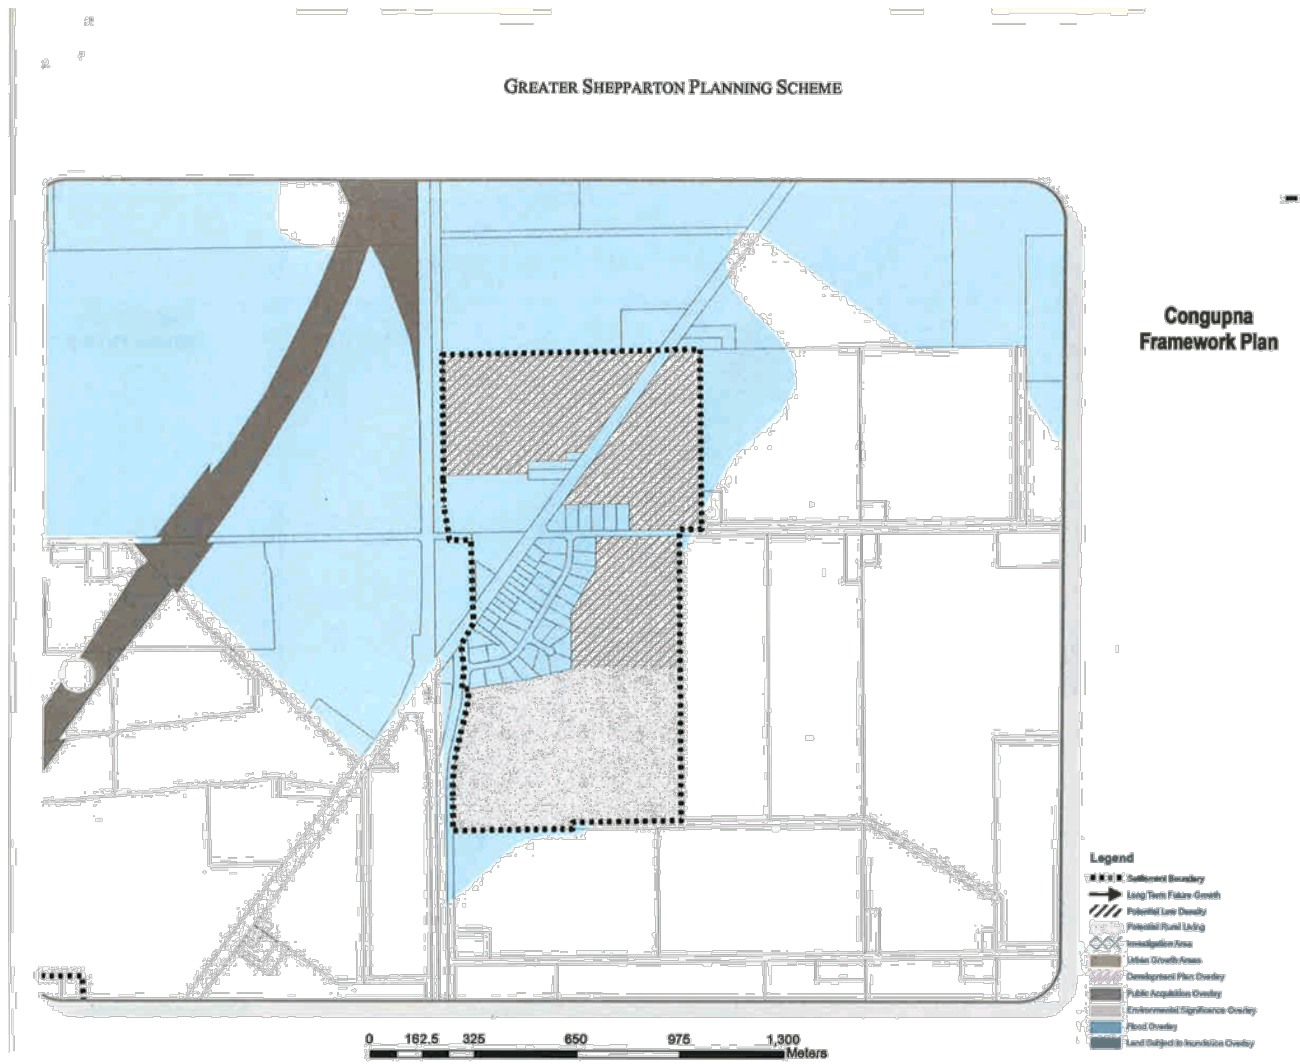 GREATER SHEPPARTON PLANNING SCHEME
Congupna
Framework Plan
Legend
Settlement Boundary
Long Term Future Growth
Potential Low Density
Potential Rural Living
Investigation Area
Urban Growth Areas
Development Plan Overlay
Public Acquisition Overlay
Environmental Significance Overlay
Flood Overlay
Land Subject to Inundation Overlay
0 162.5 325 650 975 1,300
Meters